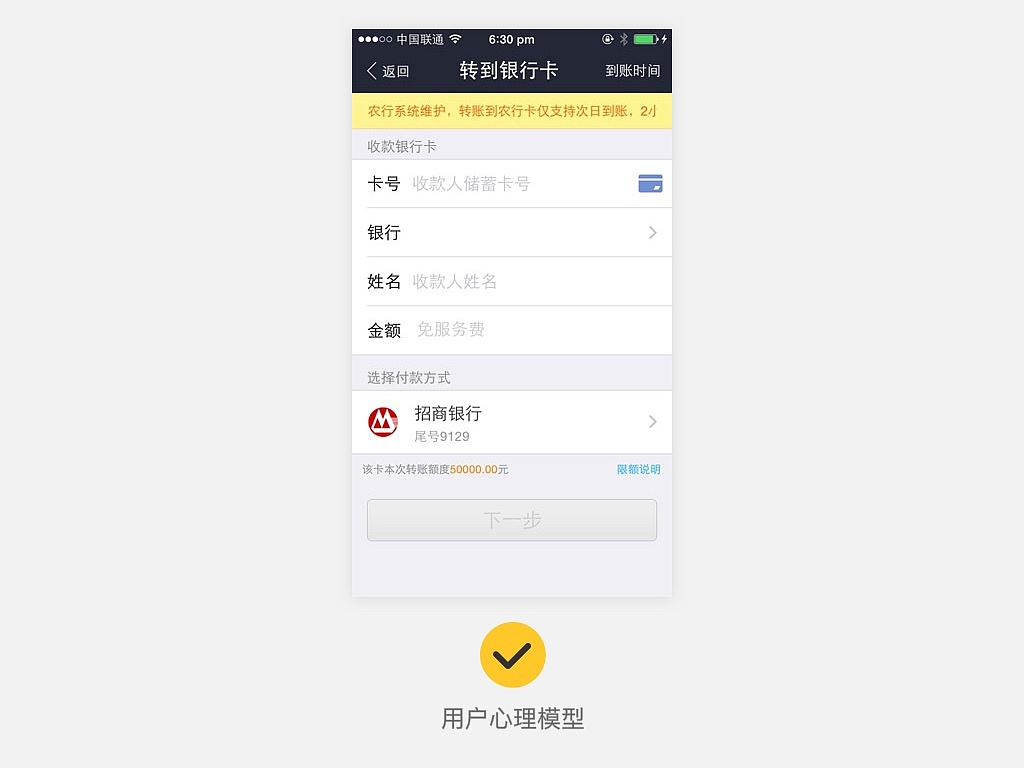 中国联通 6:30 pm
返回 转到银行卡 到账时间
农行系统维护，转账到农行卡仅支持次日到账，2小
收款银行卡
卡号 收款人储蓄卡号
银行
姓名 收款人姓名
金额 免服务费
选择付款方式
招商银行
尾号9129
该卡本次转账额度50000.00元 限额说明
下一步
用户心理模型